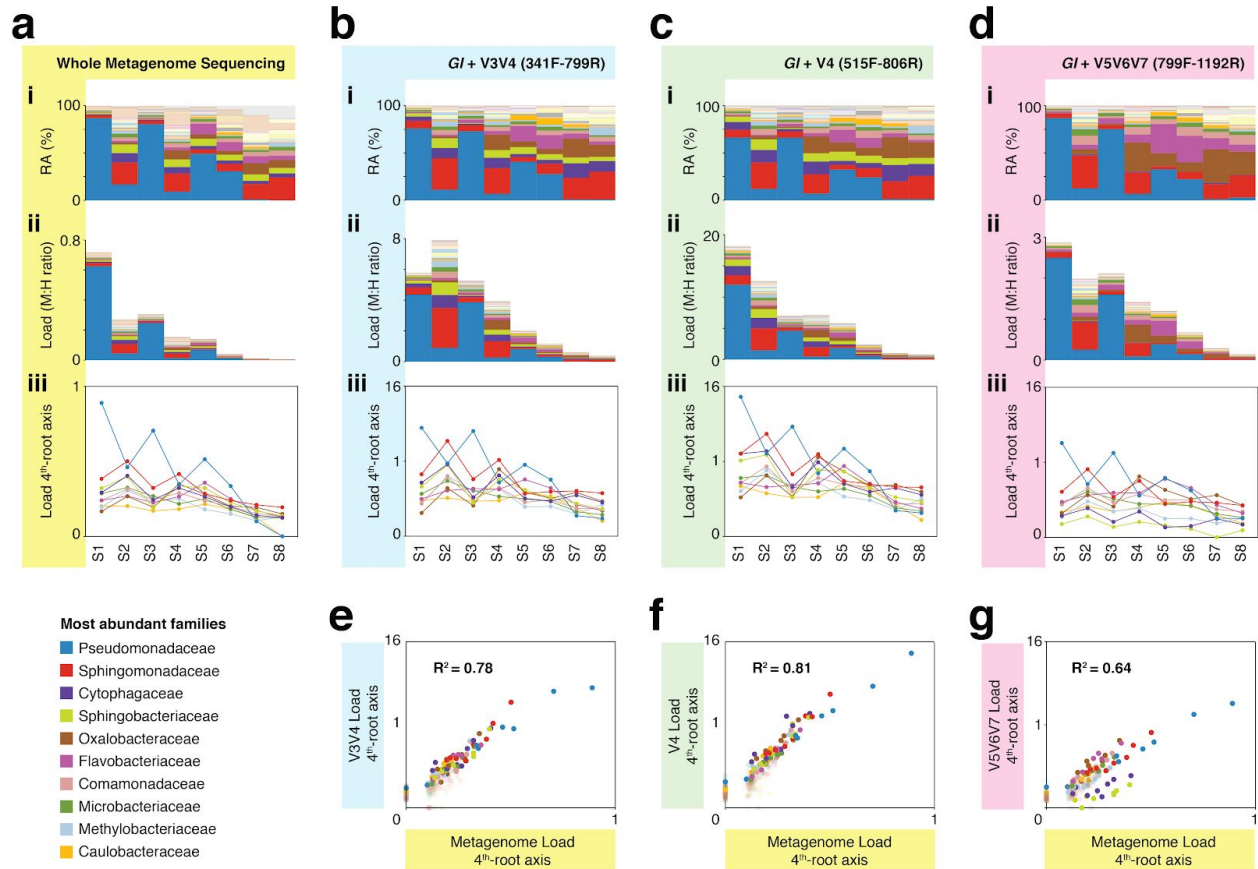 a
b
c
d
Whole Metagenome Sequencing
GI + V3V4 (341F-799R)
GI + V4 (515F-806R)
GI + V5V6V7 (799F-1192R)
i
i
i
i
100
RA (%)
0
100
RA (%)
0
100
RA (%)
0
100
RA (%)
0
ii
ii
ii
ii
0.8
Load (M:H ratio)
0
8
Load (M:H ratio)
0
20
Load (M:H ratio)
0
3
Load (M:H ratio)
0
iii
iii
iii
iii
1
Load 4th-root axis
0
16
1
Load 4th-root axis
0
16
1
Load 4th-root axis
0
16
1
Load 4th-root axis
0
S1 S2 S3 S4 S5 S6 S7 S8
S1 S2 S3 S4 S5 S6 S7 S8
S1 S2 S3 S4 S5 S6 S7 S8
S1 S2 S3 S4 S5 S6 S7 S8
Most abundant families
Pseudomonadaceae
Sphingomonadaceae
Cytophagaceae
Sphingobacteriaceae
Oxalobacteraceae
Flavobacteriaceae
Comamonadaceae
Microbacteriaceae
Methylobacteriaceae
Caulobacteraceae
e
16
R² = 0.78
V3V4 Load
4th-root axis
1
0
1
Metagenome Load
4th-root axis
f
16
R² = 0.81
V4 Load
4th-root axis
1
0
1
Metagenome Load
4th-root axis
g
16
R² = 0.64
V5V6V7 Load
4th-root axis
1
0
1
Metagenome Load
4th-root axis